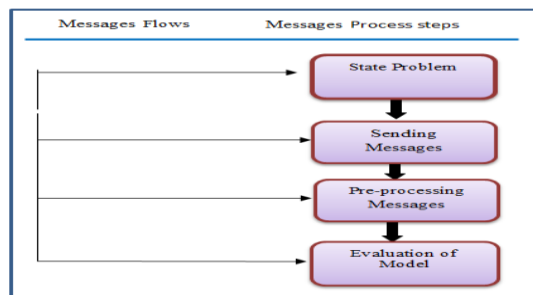 Messages Flows
Messages Process steps
State Problem
Sending
Messages
Pre-processing
Messages
Evaluation of
Model